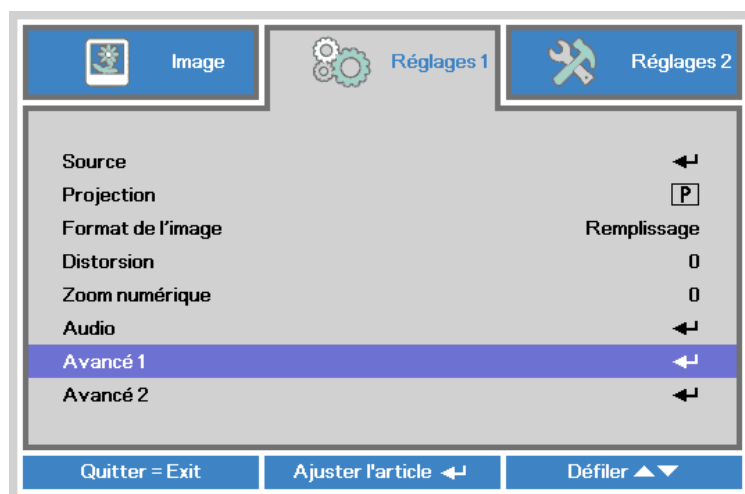 Image Réglages 1 Réglages 2
Source
Projection P
Format de l'image Remplissage
Distorsion 0
Zoom numérique 0
Audio
Avancé 1
Avancé 2
Quitter = Exit Ajuster l'article Défiler ▲▼